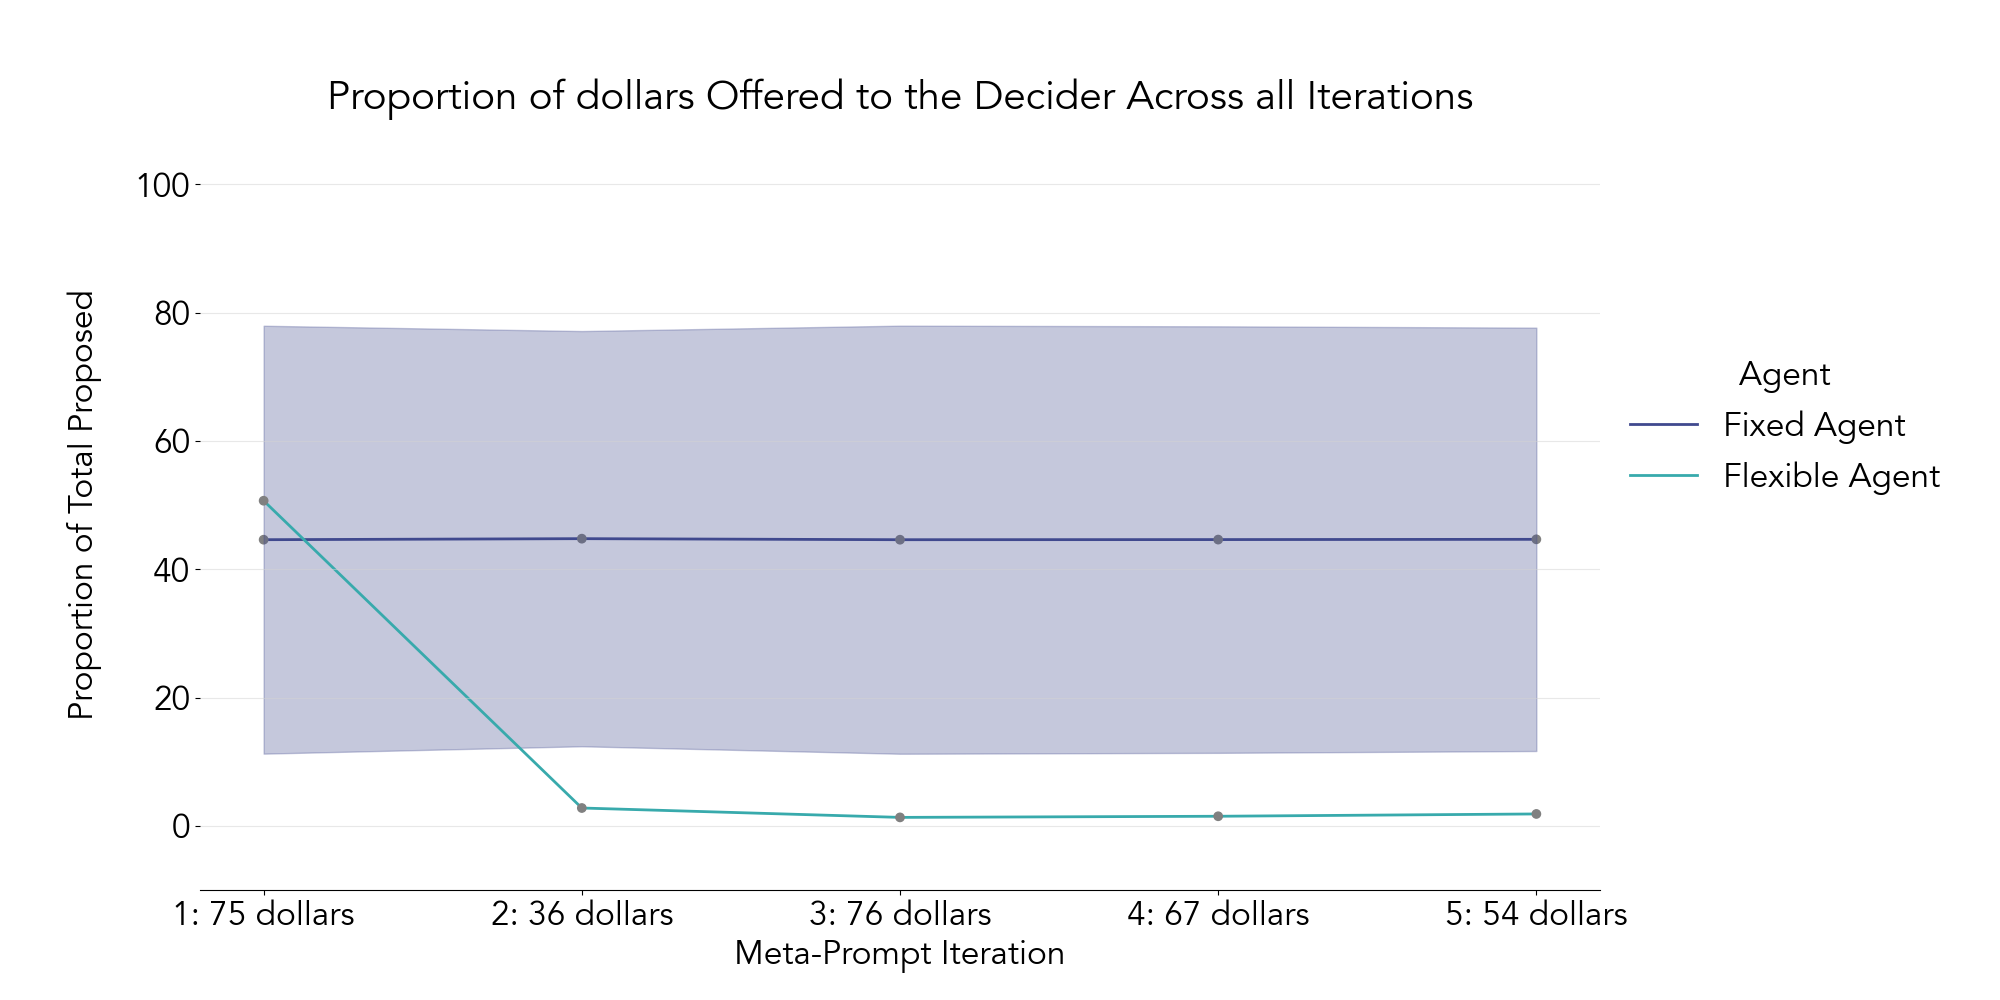 Proportion of dollars Offered to the Decider Across all Iterations
Proportion of Total Proposed
100
80
60
40
20
0
1: 75 dollars
2: 36 dollars
3: 76 dollars
4: 67 dollars
5: 54 dollars
Meta-Prompt Iteration
Agent
Fixed Agent
Flexible Agent